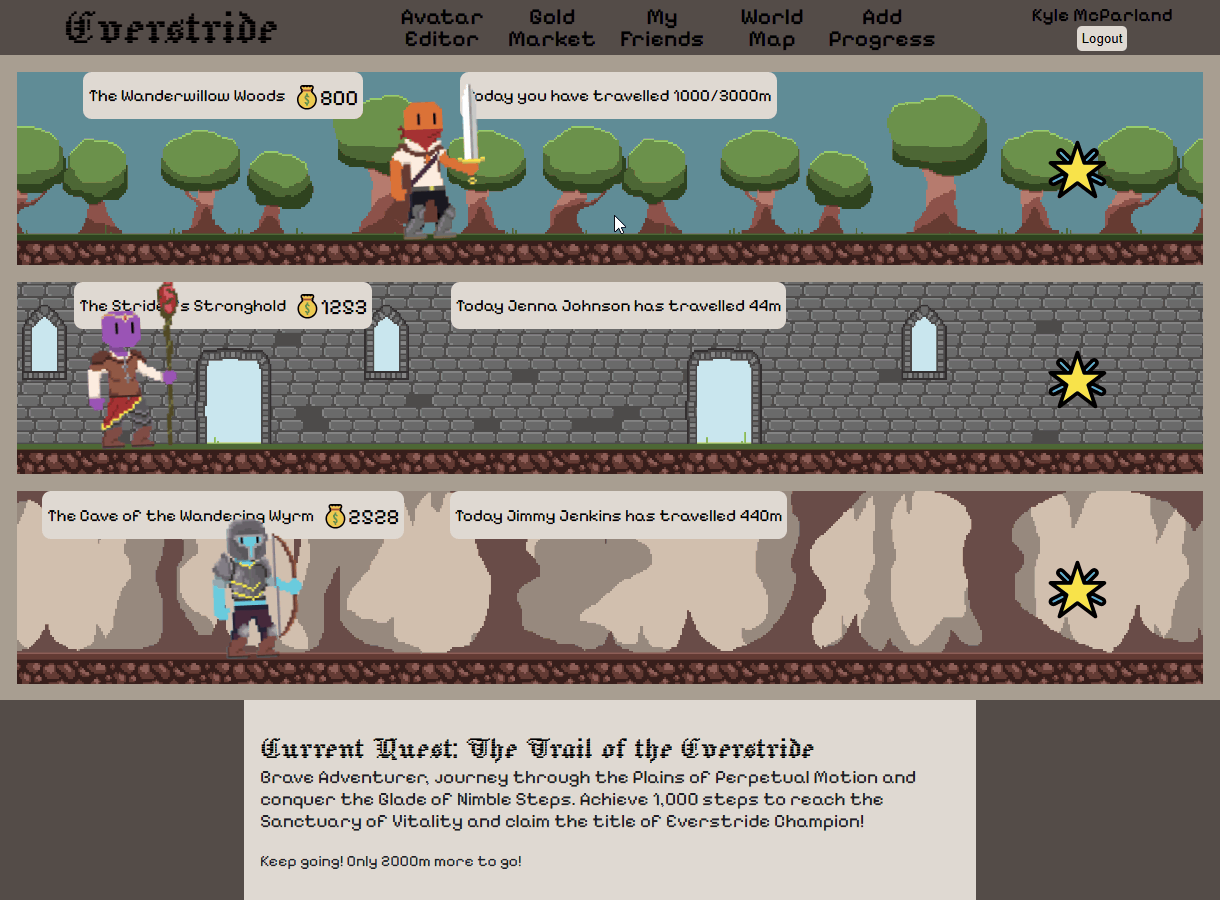 Everstride
Avatar Editor
Gold Market
My Friends
World Map
Add Progress
Kyle McParland
Logout
The Wanderwillow Woods 800
Today you have travelled 1000/3000m
The Strider's Stronghold
Today Jenna Johnson has travelled 44m
The Cave of the Wandering Wyrm
Today Jimmy Jenkins has travelled 440m
Current Quest: The Trail of the Everstride
Brave Adventurer, journey through the Plains of Perpetual Motion and
conquer the Glade of Nimble Steps. Achieve 1,000 steps to reach the
Sanctuary of Vitality and claim the title of Everstride Champion!
Keep going! Only 2000m more to go!